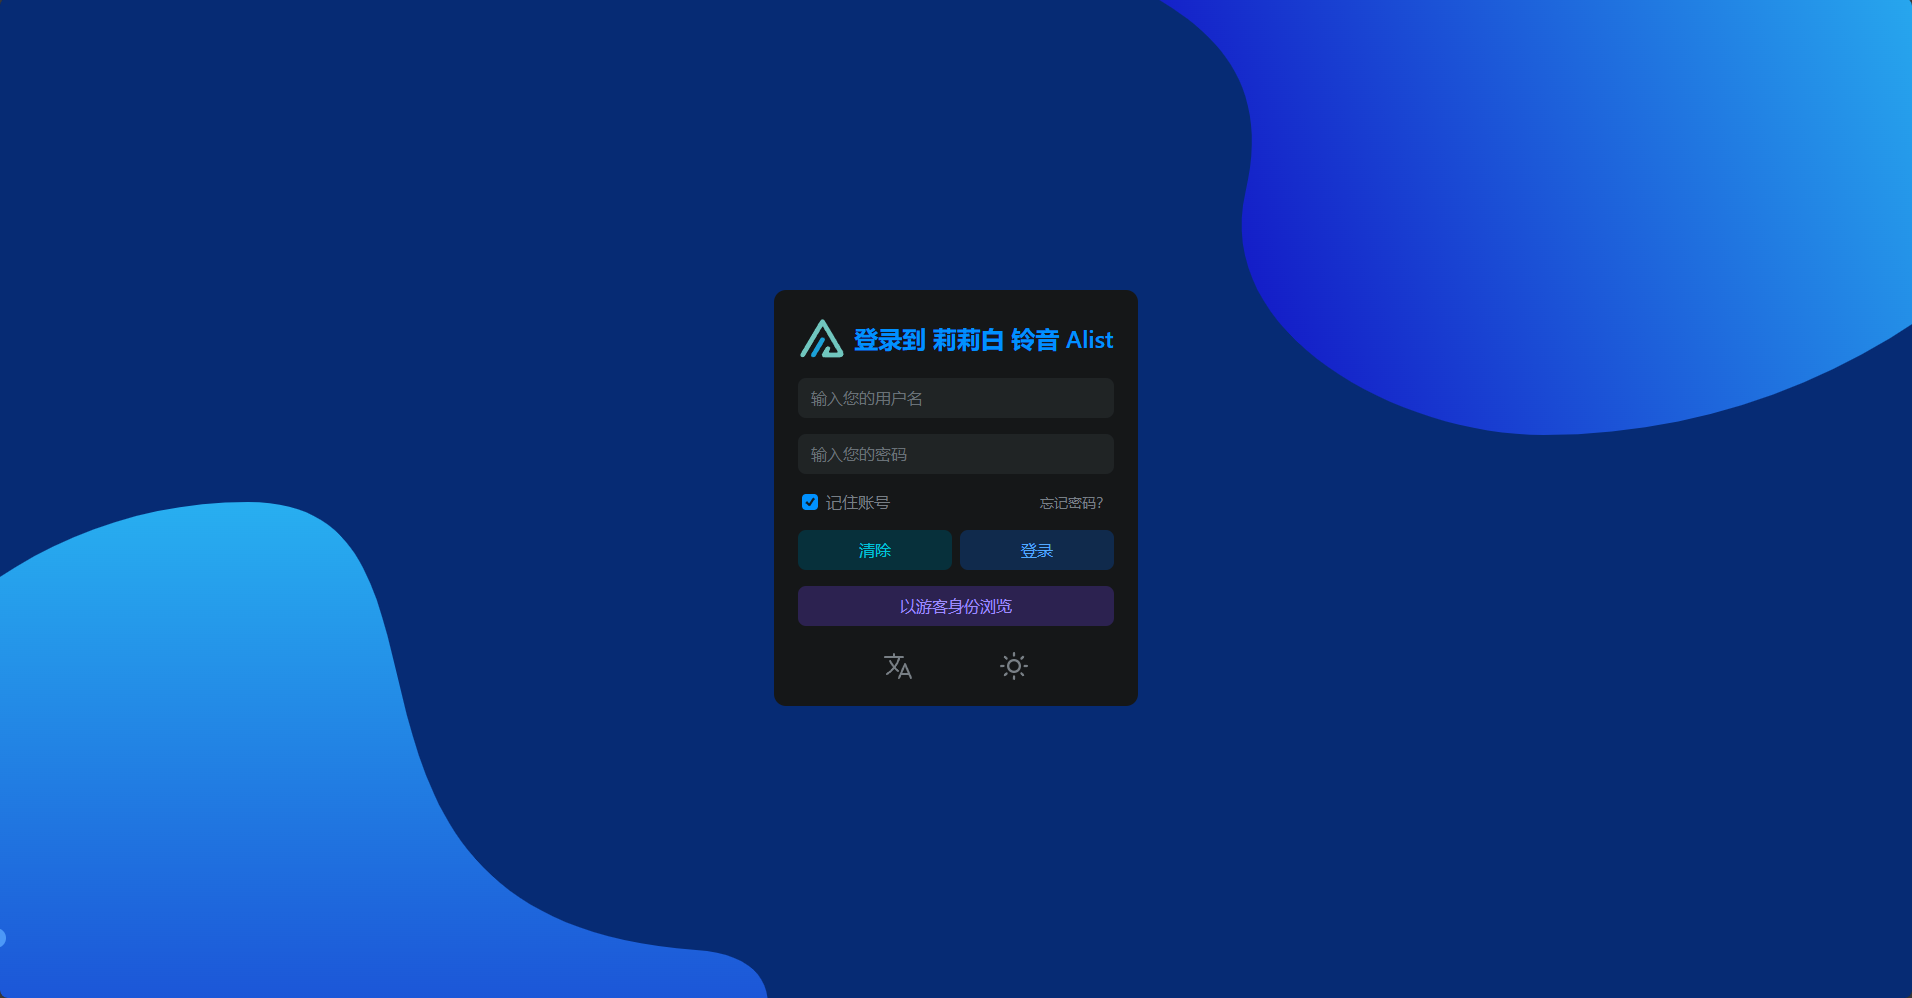 登录到 莉莉白 铃音 Alist
输入您的用户名
输入您的密码
记住账号 忘记密码?
清除 登录
以游客身份浏览